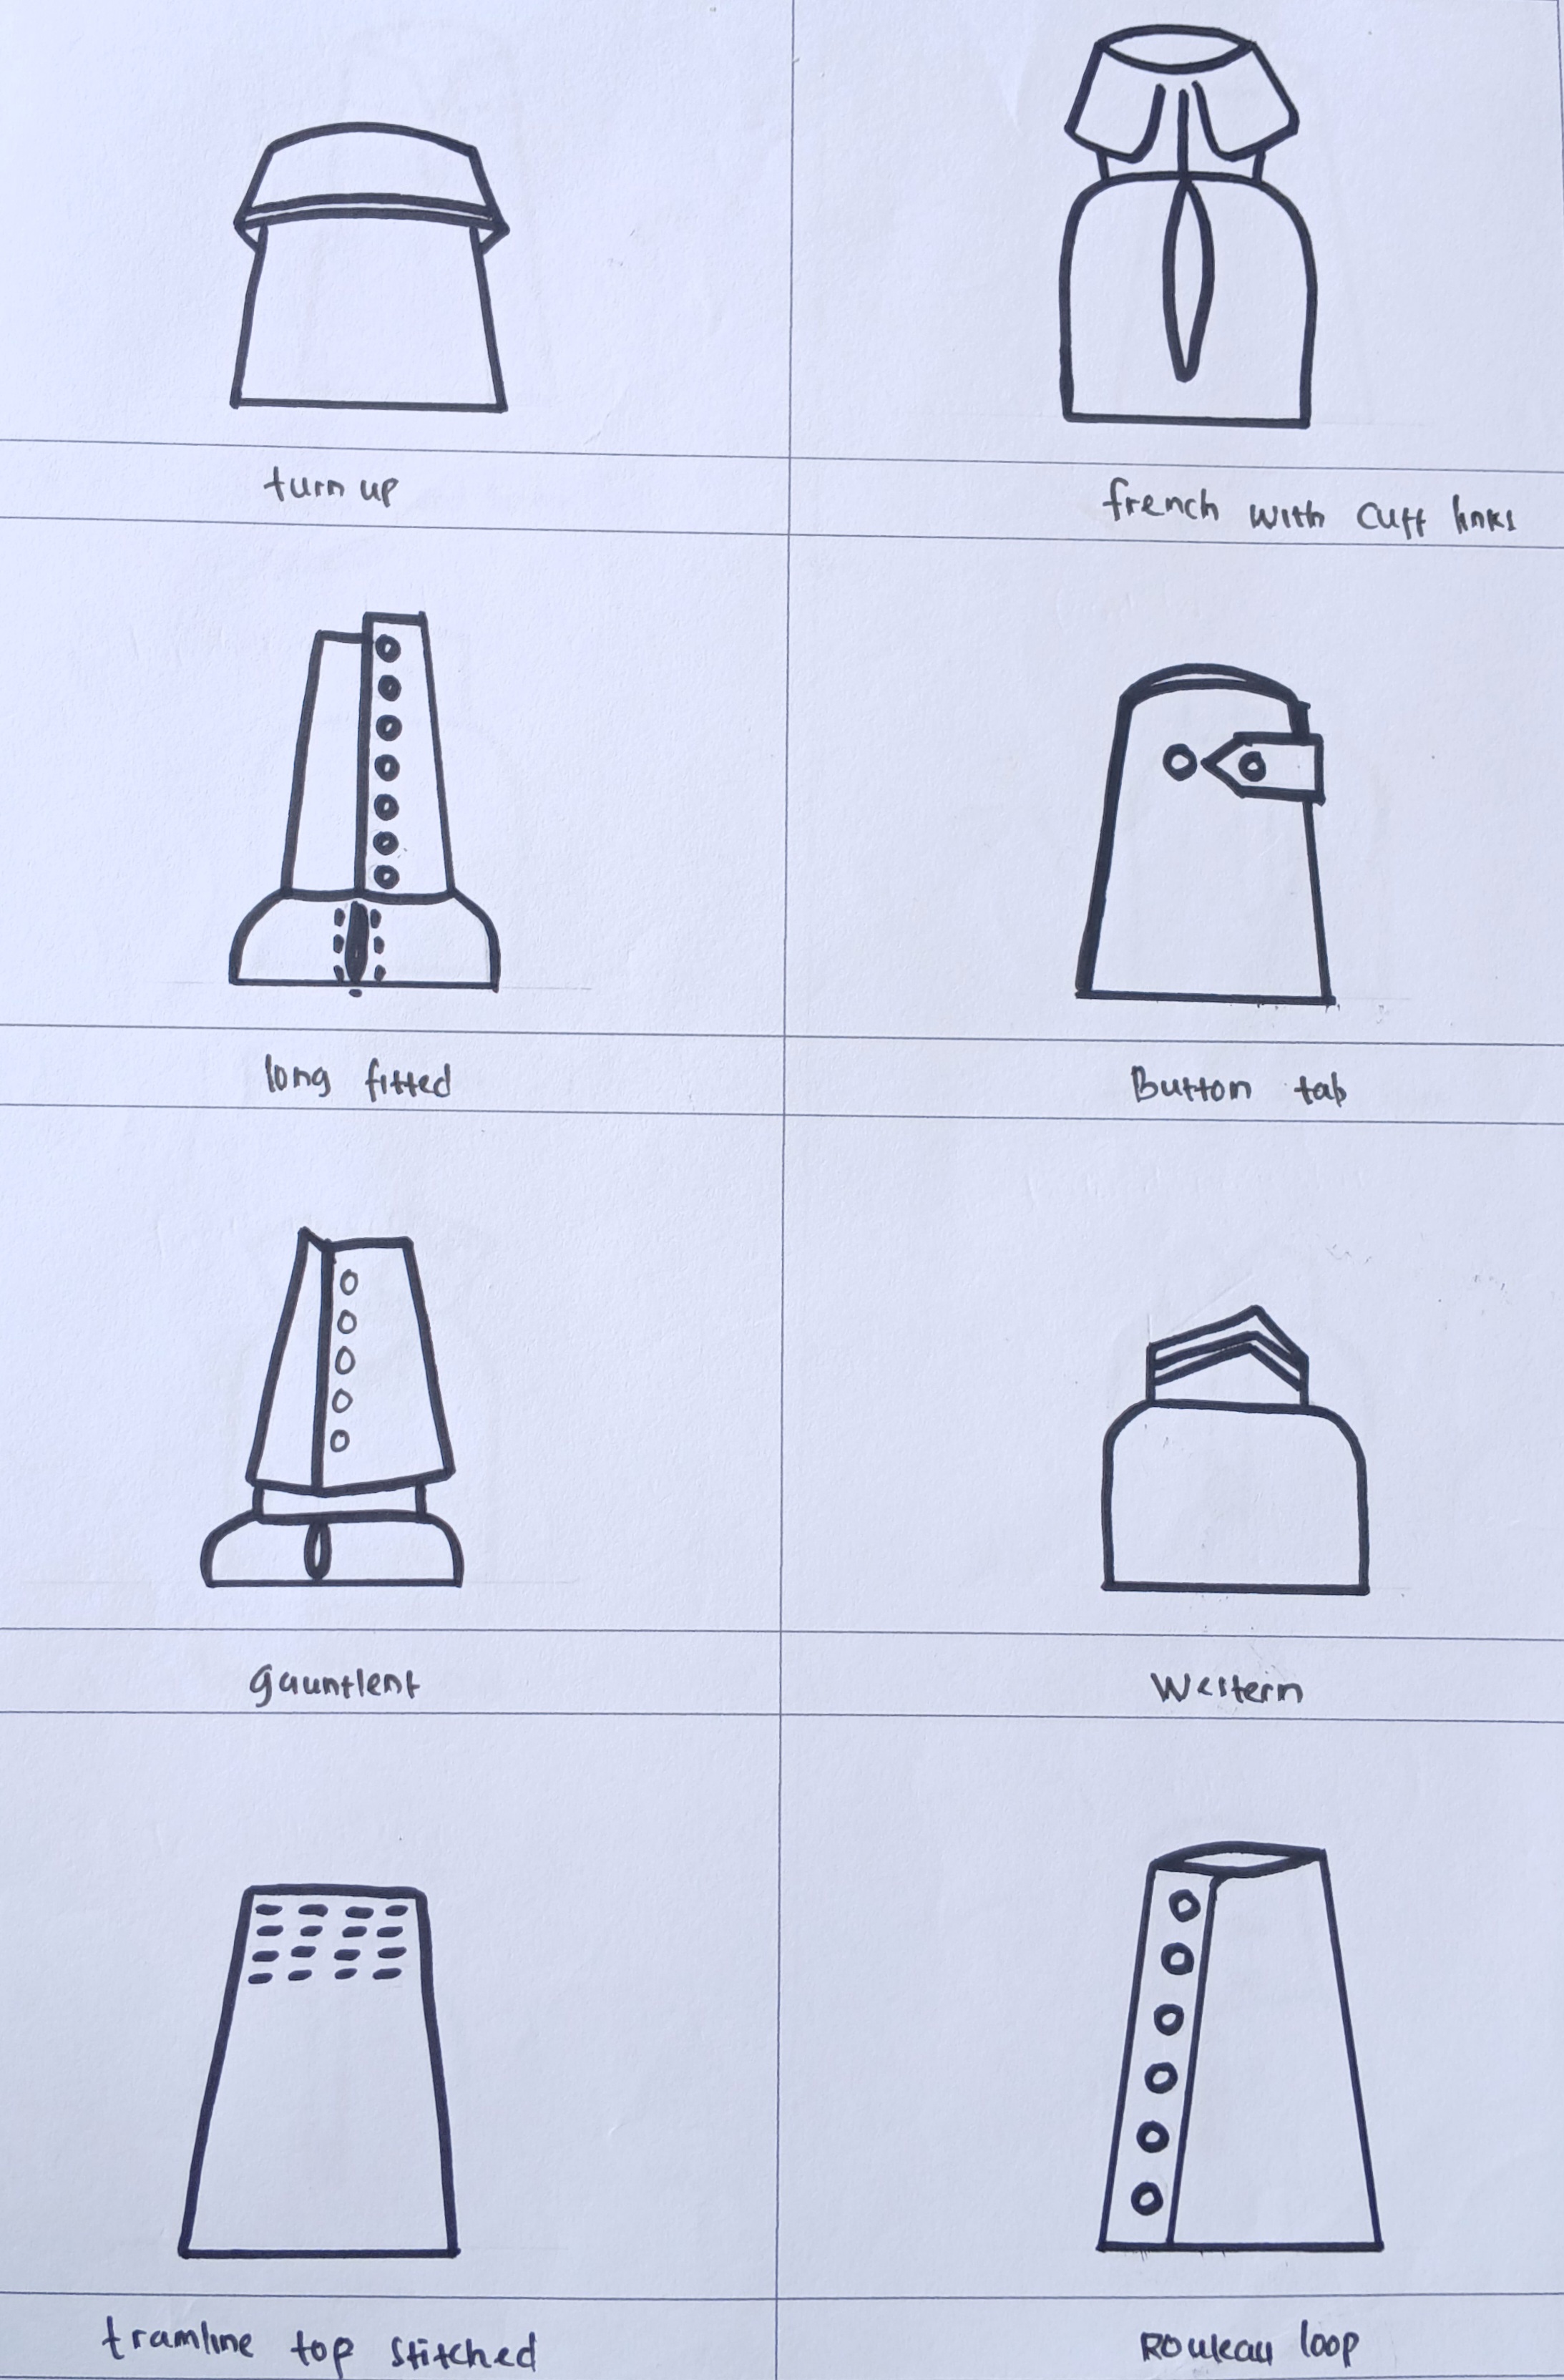 turn up
french with cuff links
long fitted
Button tab
gauntlent
Western
tramline top stitched
Rouleau loop